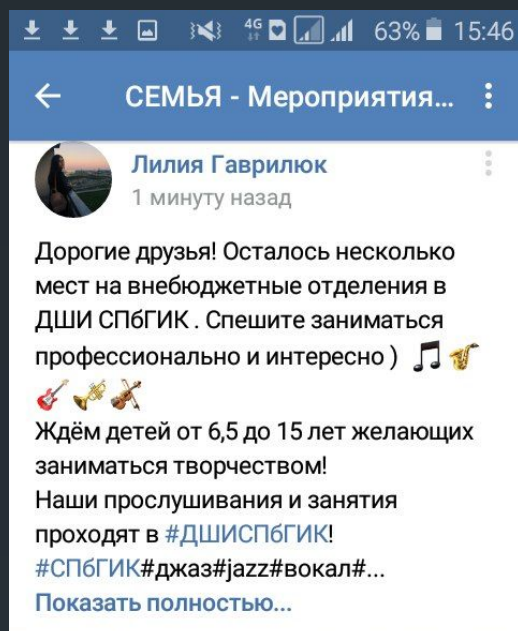 4G 63% 15:46
СЕМЬЯ - Мероприятия...
Лилия Гаврилюк
1 минуту назад
Дорогие друзья! Осталось несколько
мест на внебюджетные отделения в
ДШИ СПбГИК . Спешите заниматься
профессионально и интересно ) 🎵 🎷
🎸 🎺 🎻
Ждём детей от 6,5 до 15 лет желающих
заниматься творчеством!
Наши прослушивания и занятия
проходят в #ДШИСПбГИК!
#СПбГИК#джаз#jazz#вокал#...
Показать полностью...